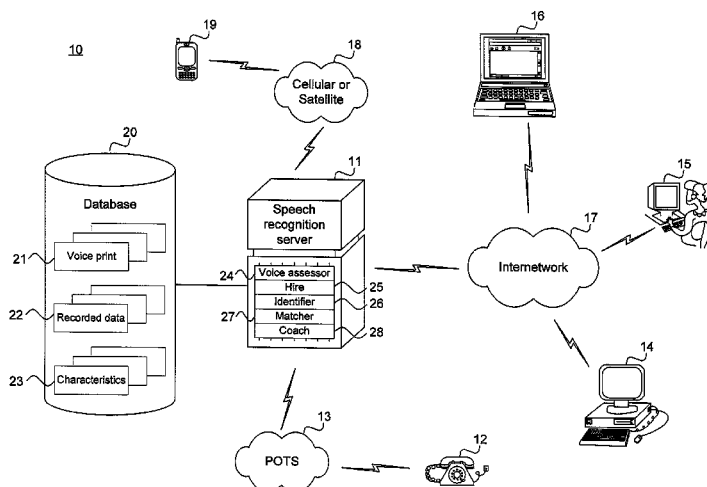 10
19
18
Cellular or
Satellite
16
20
Database
21
Voice print
22
Recorded data
23
Characteristics
11
Speech
recognition
server
24
Voice assessor
Hire
25
Identifier
26
27
Matcher
Coach
28
17
Internetwork
15
14
13
POTS
12